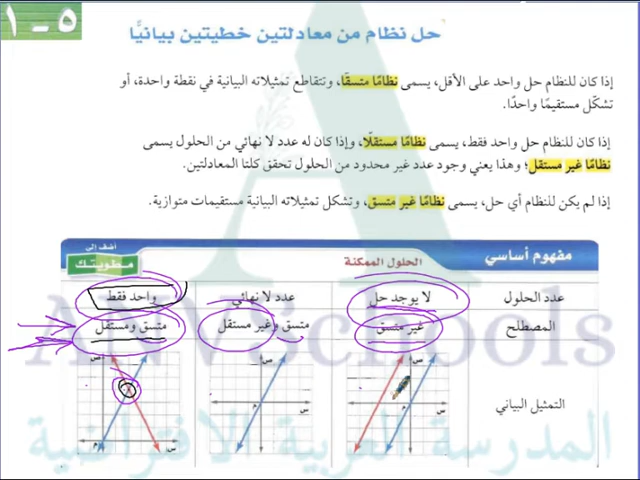 ٥ - ١
حل نظام من معادلتين خطيتين بيانيًّا
إذا كان للنظام حل واحد على الأقل، يسمى نظامًا متسقًا، وتتقاطع تمثيلاته البيانية في نقطة واحدة، أو
تشكّل مستقيمًا واحدًا.
إذا كان للنظام حل واحد فقط، يسمى نظامًا مستقلًّا، وإذا كان له عدد لا نهائي من الحلول يسمى
نظامًا غير مستقل؛ وهذا يعني وجود عدد غير محدود من الحلول تحقق كلتا المعادلتين.
إذا لم يكن للنظام أي حل، يسمى نظامًا غير متسق، وتشكل تمثيلاته البيانية مستقيمات متوازية.
مفهوم أساسي
الحلول الممكنة
أضف إلى
مطويتك
عدد الحلول
لا يوجد حل
عدد لا نهائي
واحد فقط
المصطلح
غير متسق
متسق وغير مستقل
متسق ومستقل
التمثيل البياني
ص
س
م
ص
س
م
ص
س
م
المدرسة العربية الافتراضية